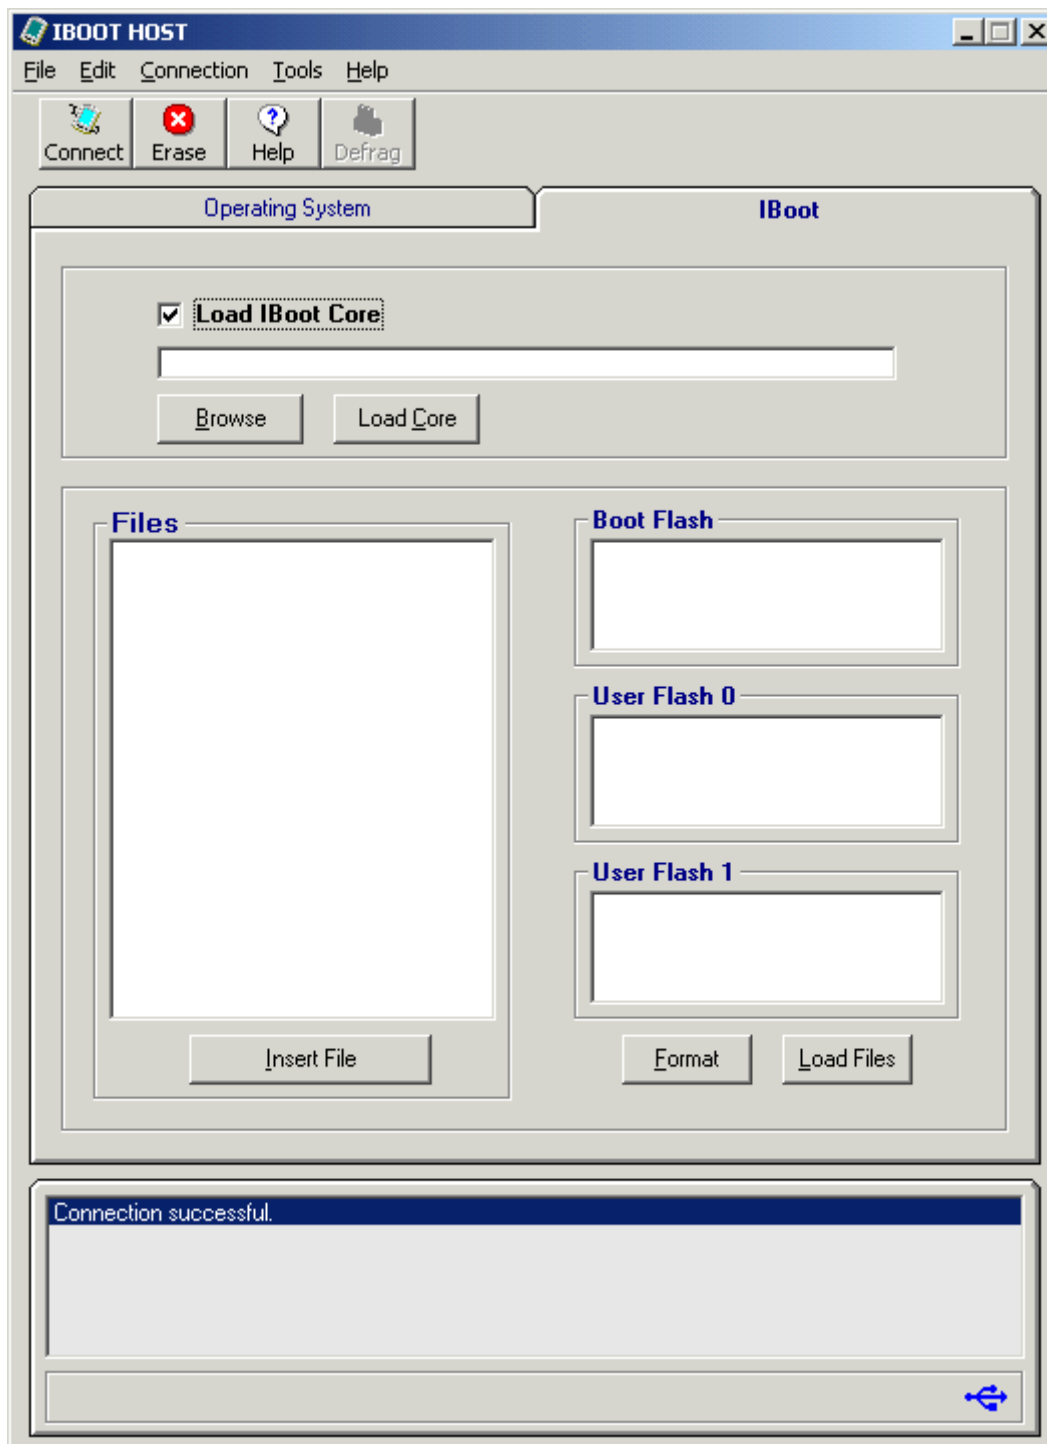 IBOOT HOST
File Edit Connection Tools Help
Connect Erase Help Defrag
Operating System IBoot
Load IBoot Core
Browse Load Core
Files
Boot Flash
User Flash 0
User Flash 1
Insert File Format Load Files
Connection successful.